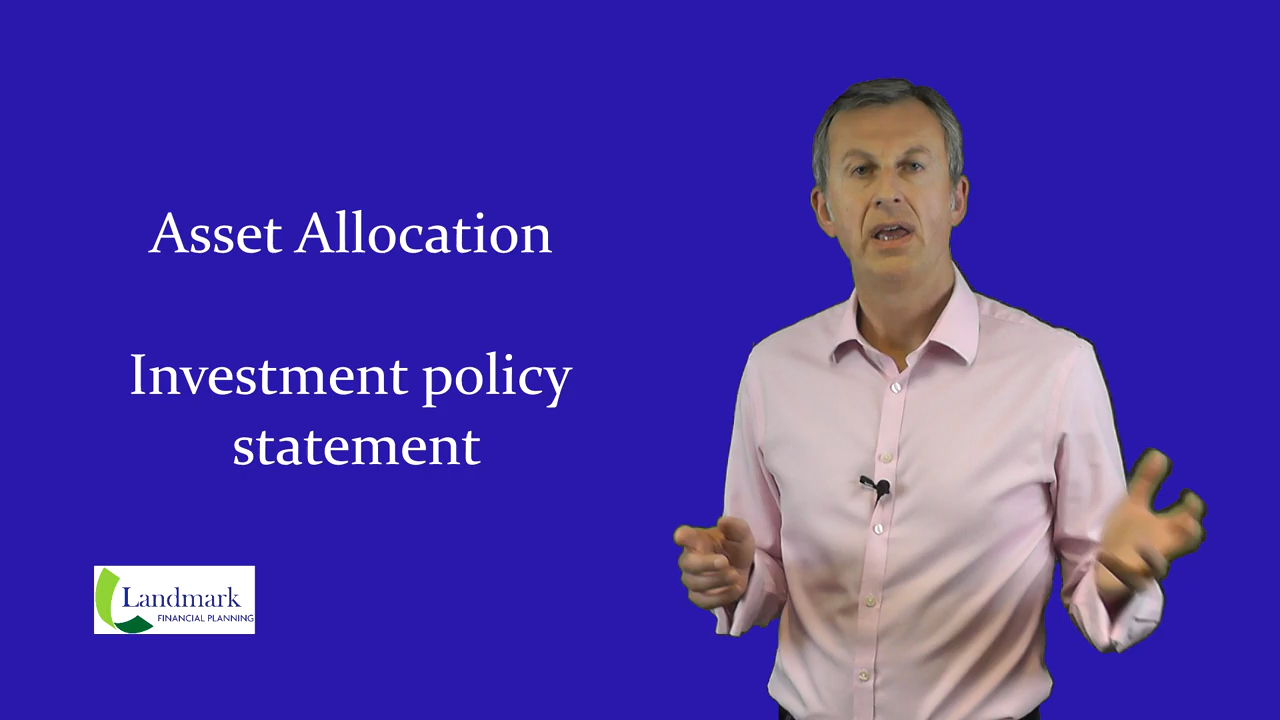 Asset Allocation
Investment policy
statement
Landmark
FINANCIAL PLANNING